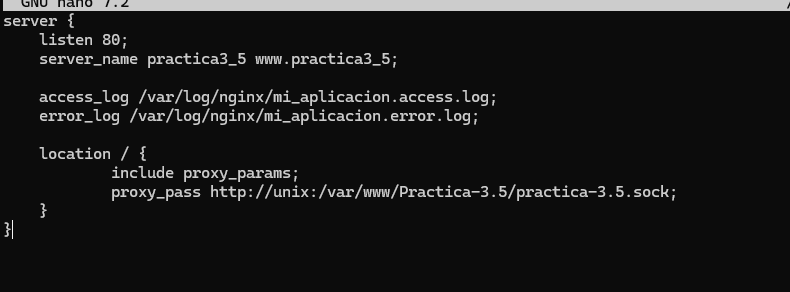 GNU nano 7.2
server {
    listen 80;
    server_name practica3_5 www.practica3_5;

    access_log /var/log/nginx/mi_aplicacion.access.log;
    error_log /var/log/nginx/mi_aplicacion.error.log;

    location / {
            include proxy_params;
            proxy_pass http://unix:/var/www/Practica-3.5/practica-3.5.sock;
    }
}